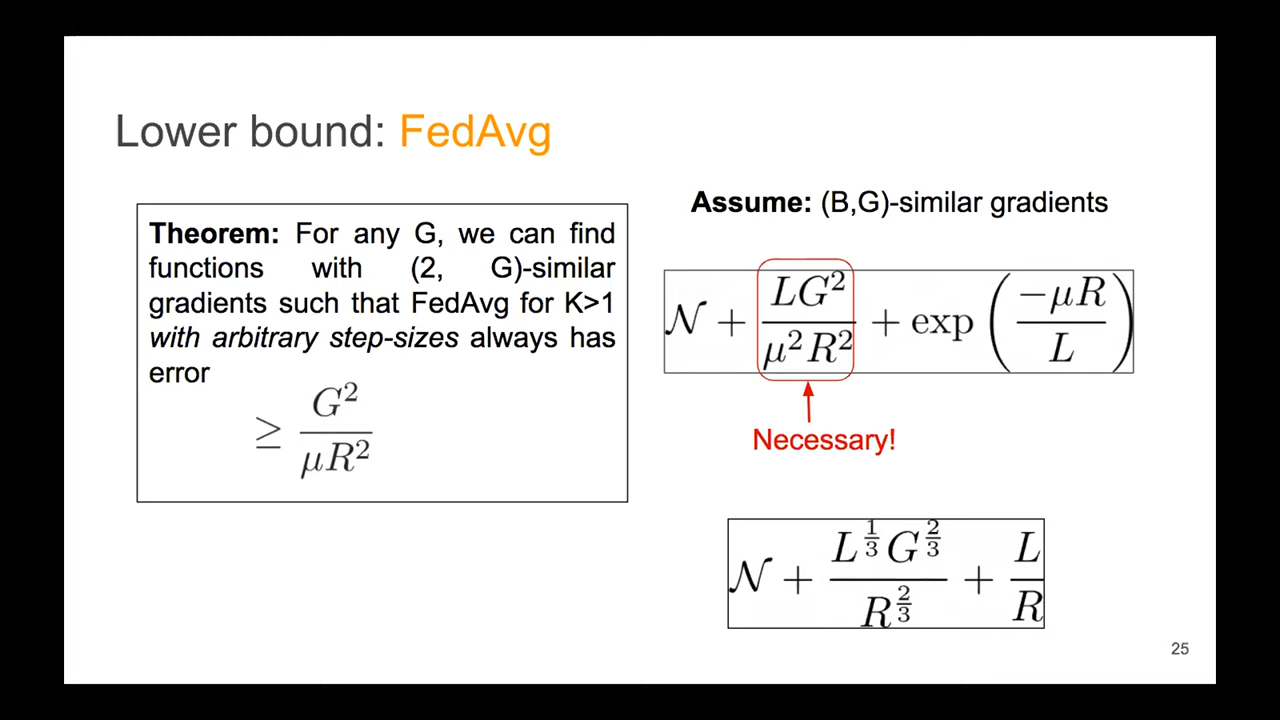 Lower bound: FedAvg
Theorem: For any G, we can find
functions with (2, G)-similar
gradients such that FedAvg for K>1
with arbitrary step-sizes always has
error
≥ G² / μR²
Assume: (B,G)-similar gradients
𝒩 + LG² / μ²R² + exp(−μR / L)
Necessary!
𝒩 + L^{1/3}G^{2/3} / R^{2/3} + L / R
25